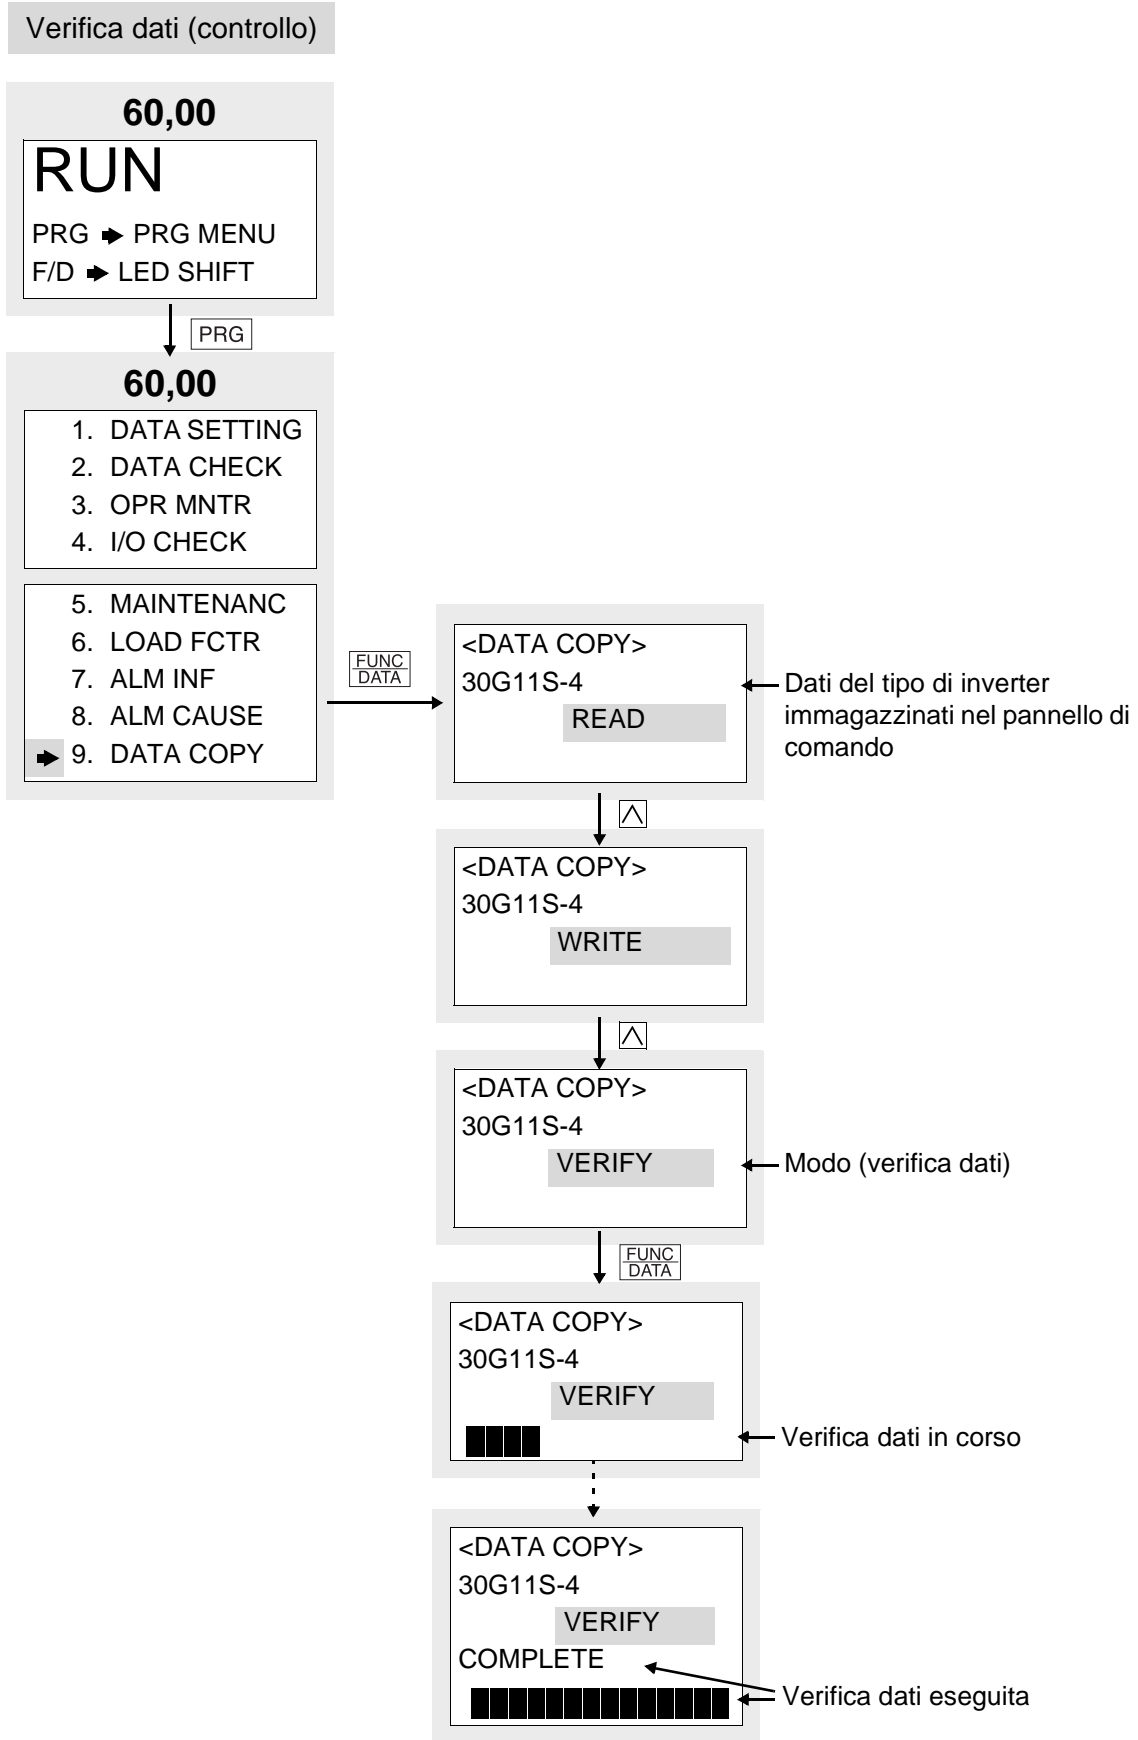 Verifica dati (controllo)
60,00
RUN
PRG → PRG MENU
F/D → LED SHIFT
PRG
60,00
1. DATA SETTING
2. DATA CHECK
3. OPR MNTR
4. I/O CHECK
5. MAINTENANC
6. LOAD FCTR
7. ALM INF
8. ALM CAUSE
→ 9. DATA COPY
FUNC
DATA
<DATA COPY>
30G11S-4
READ
Dati del tipo di inverter
immagazzinati nel pannello di
comando
<DATA COPY>
30G11S-4
WRITE
<DATA COPY>
30G11S-4
VERIFY
Modo (verifica dati)
FUNC
DATA
<DATA COPY>
30G11S-4
VERIFY
Verifica dati in corso
<DATA COPY>
30G11S-4
VERIFY
COMPLETE
Verifica dati eseguita